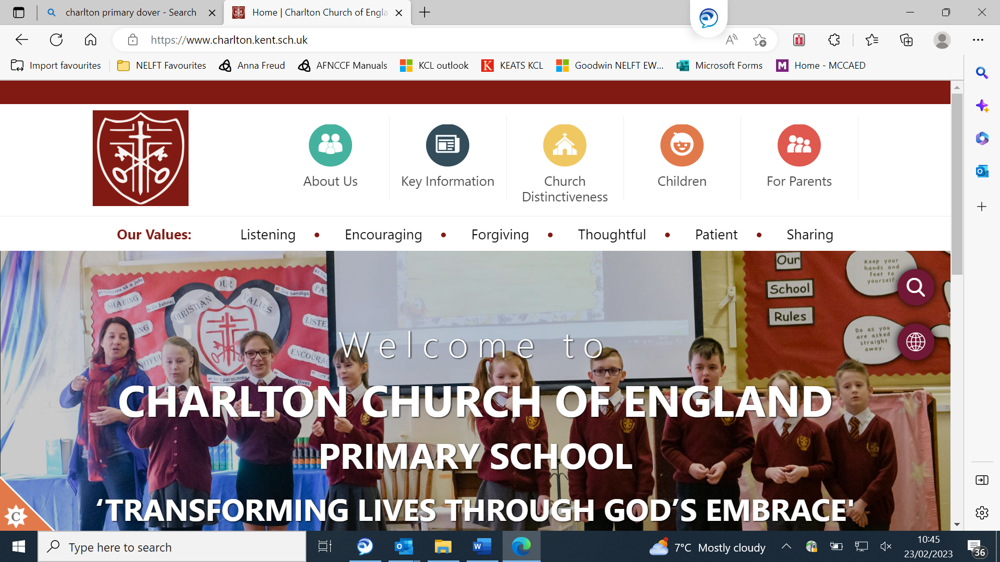 charlton primary dover - Search
Home | Charlton Church of Engla
https://www.charlton.kent.sch.uk
Import favourites NELFT Favourites Anna Freud AFNCCF Manuals KCL outlook KEATS KCL Goodwin NELFT EW... Microsoft Forms Home - MCCAED
About Us
Key Information
Church
Distinctiveness
Children
For Parents
Our Values: Listening • Encouraging • Forgiving • Thoughtful • Patient • Sharing
OUR
CHRISTIAN VALUES
SHARING
Dos bendiga
ENCOURA
Dives
Our
School
Rules
Keep your
hands and
feet to
yourself.
Do as you
are asked
straight
away.
Welcome to
CHARLTON CHURCH OF ENGLAND
PRIMARY SCHOOL
‘TRANSFORMING LIVES THROUGH GOD’S EMBRACE'
C
Type here to search
7°C Mostly cloudy
10:45
23/02/2023
36